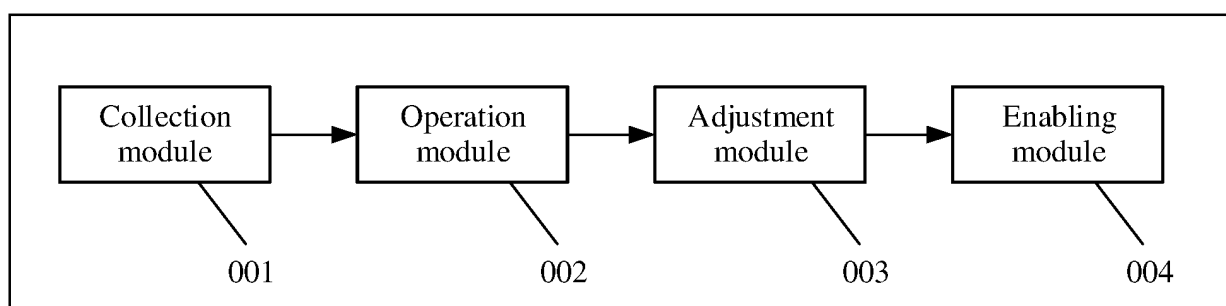 Collection
module
Operation
module
Adjustment
module
Enabling
module
001
002
003
004